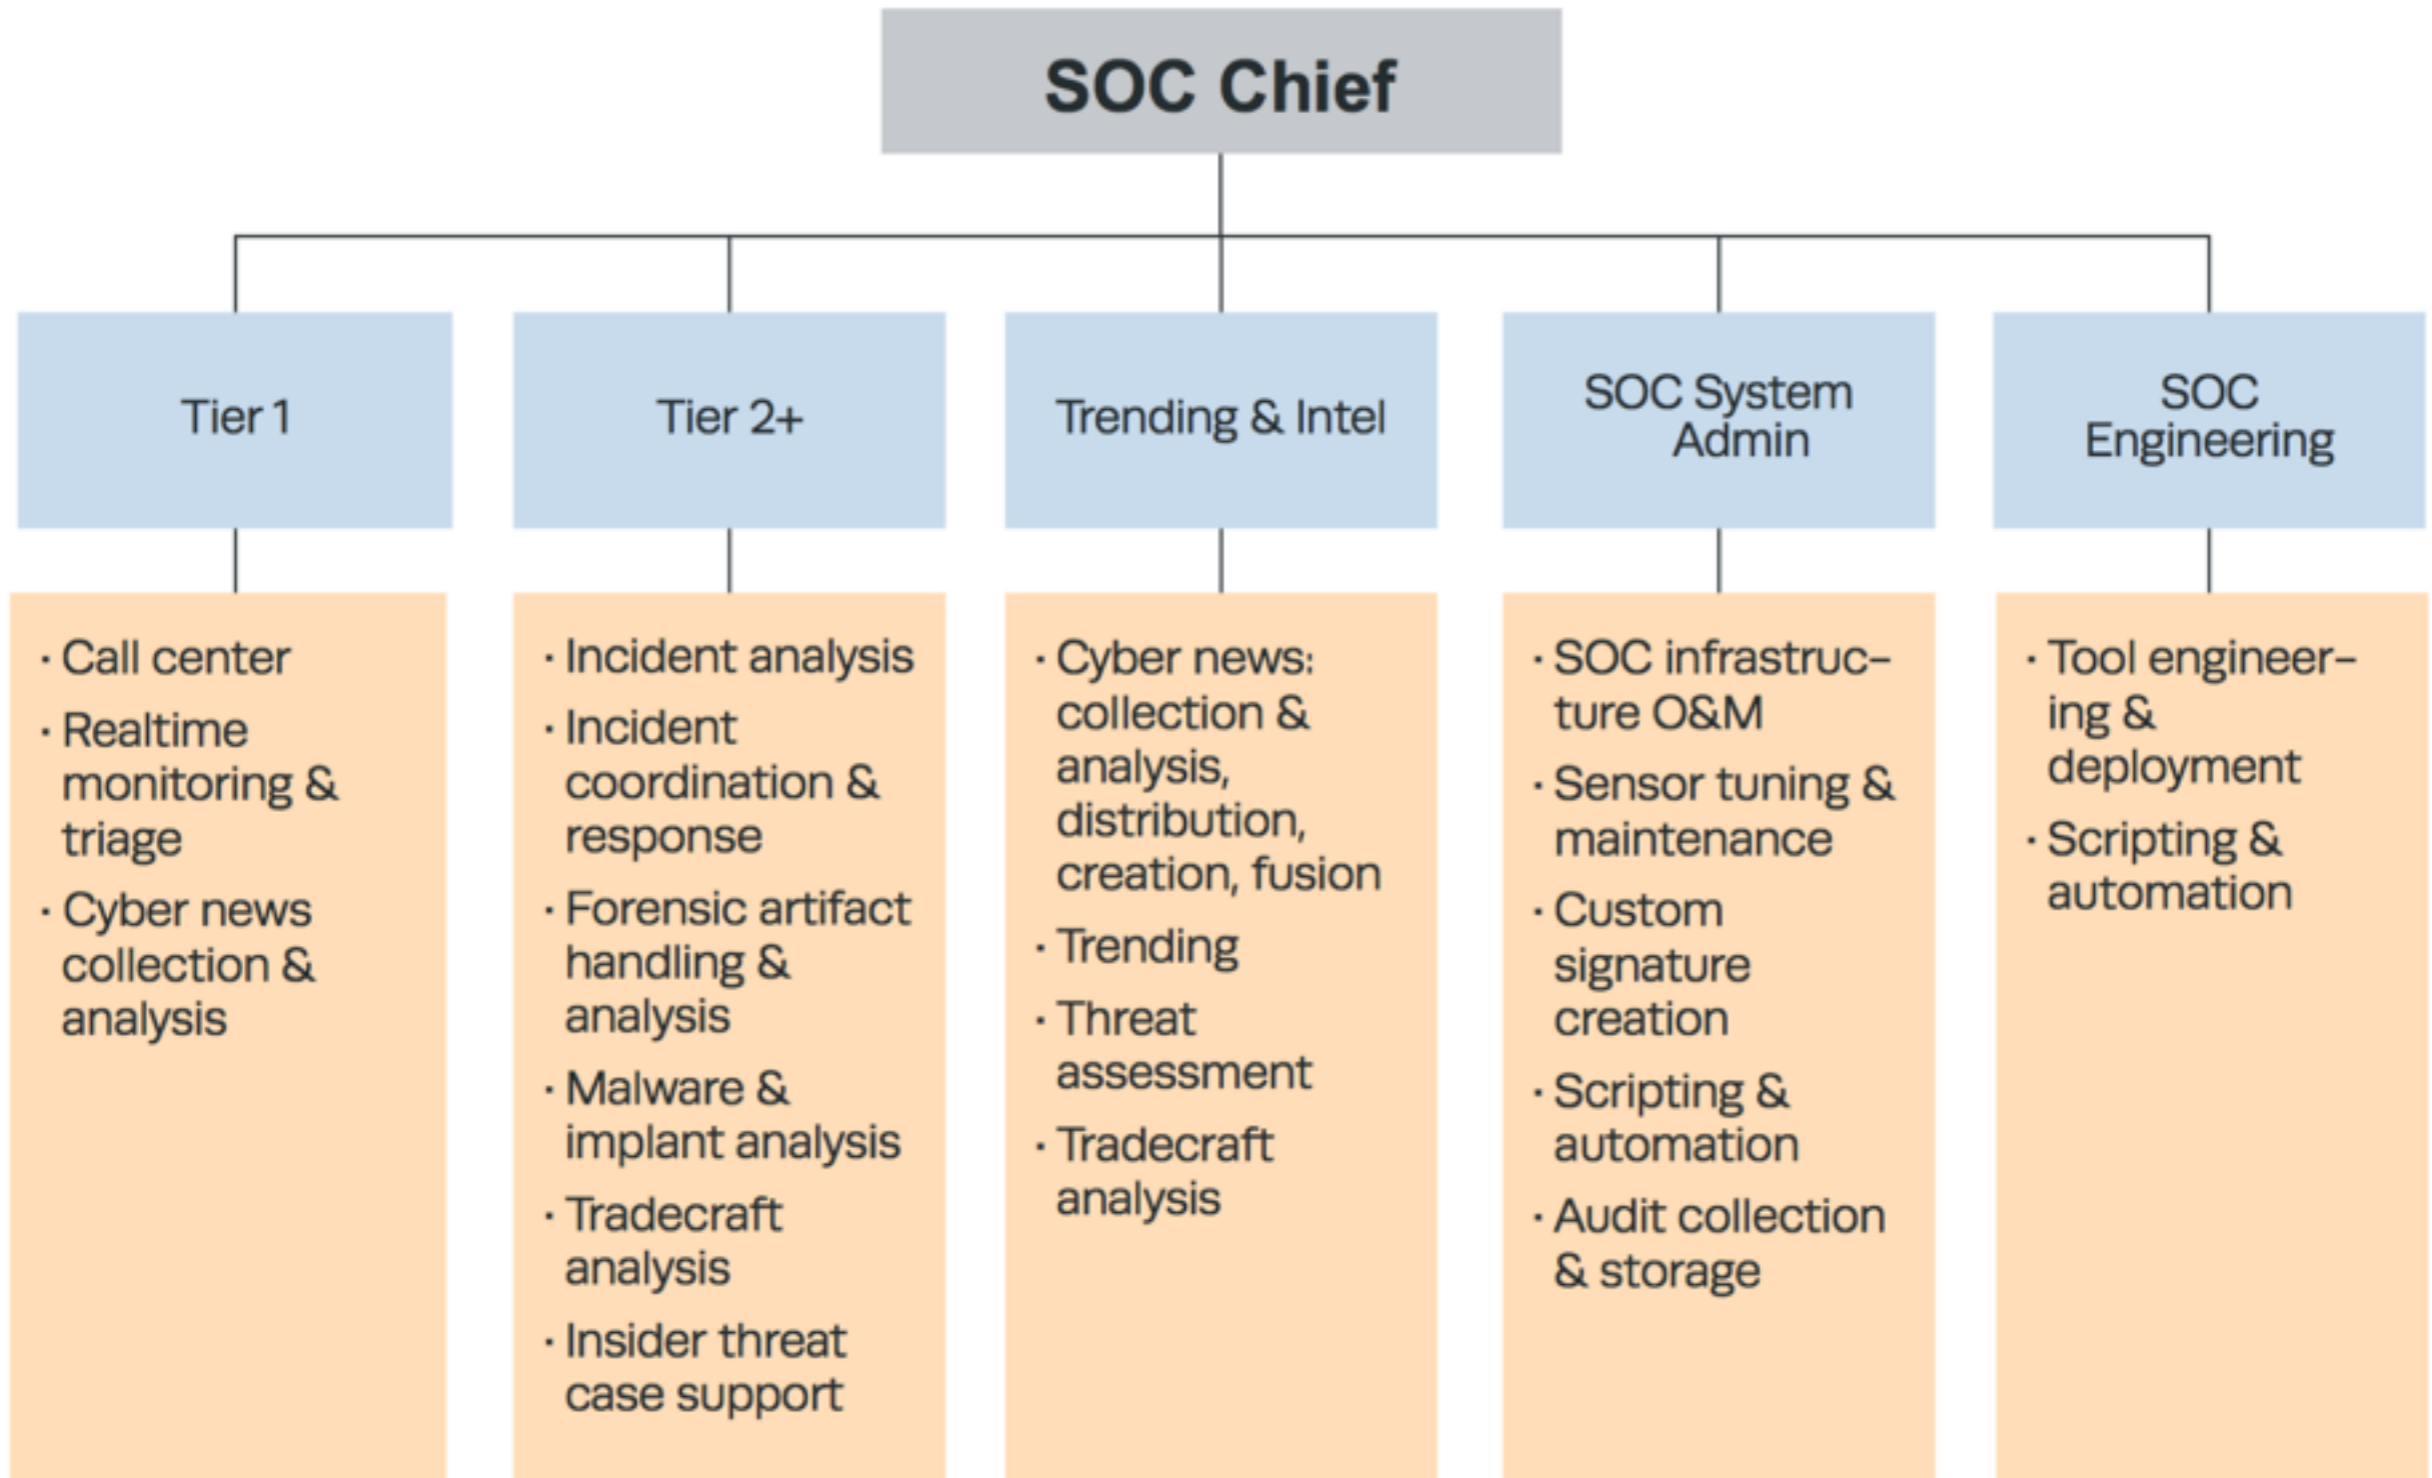 SOC Chief
Tier 1
Tier 2+
Trending & Intel
SOC System
Admin
SOC
Engineering
· Call center
· Realtime
monitoring &
triage
· Cyber news
collection &
analysis
· Incident analysis
· Incident
coordination &
response
· Forensic artifact
handling &
analysis
· Malware &
implant analysis
· Tradecraft
analysis
· Insider threat
case support
· Cyber news:
collection &
analysis,
distribution,
creation, fusion
· Trending
· Threat
assessment
· Tradecraft
analysis
· SOC infrastruc-
ture O&M
· Sensor tuning &
maintenance
· Custom
signature
creation
· Scripting &
automation
· Audit collection
& storage
· Tool engineer-
ing &
deployment
· Scripting &
automation